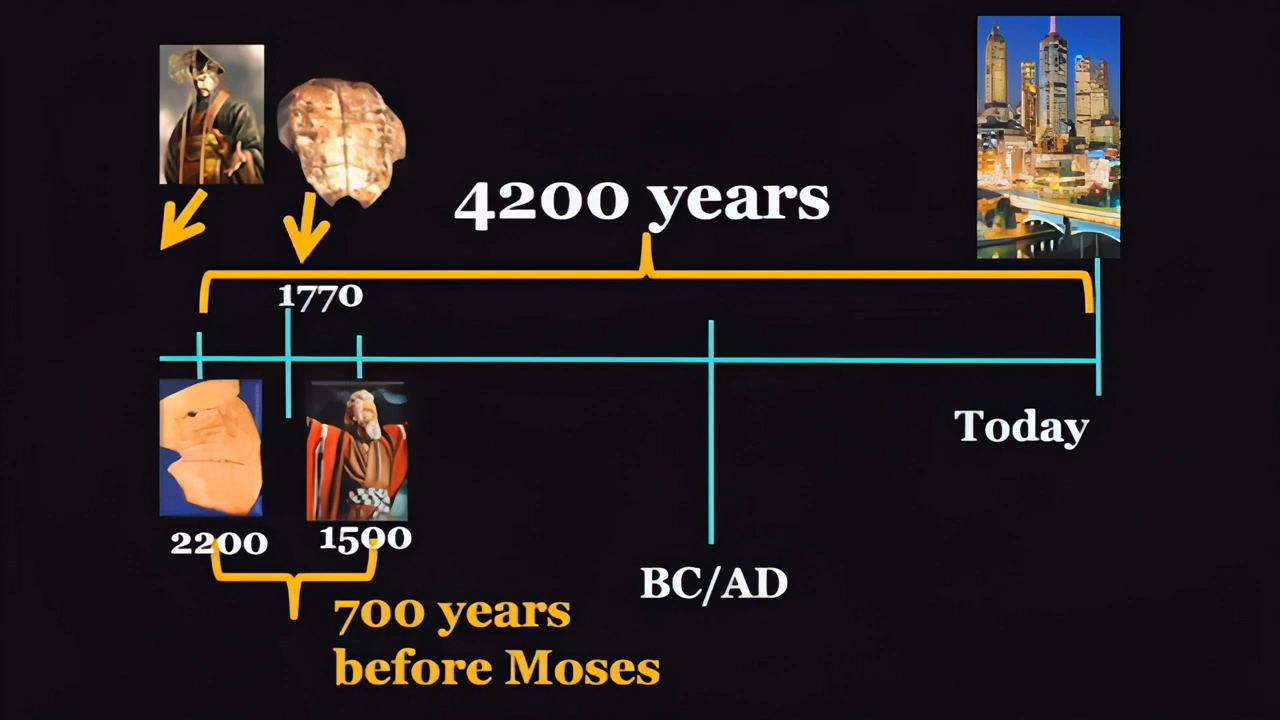 4200 years
1770
Today
2200
1500
BC/AD
700 years
before Moses